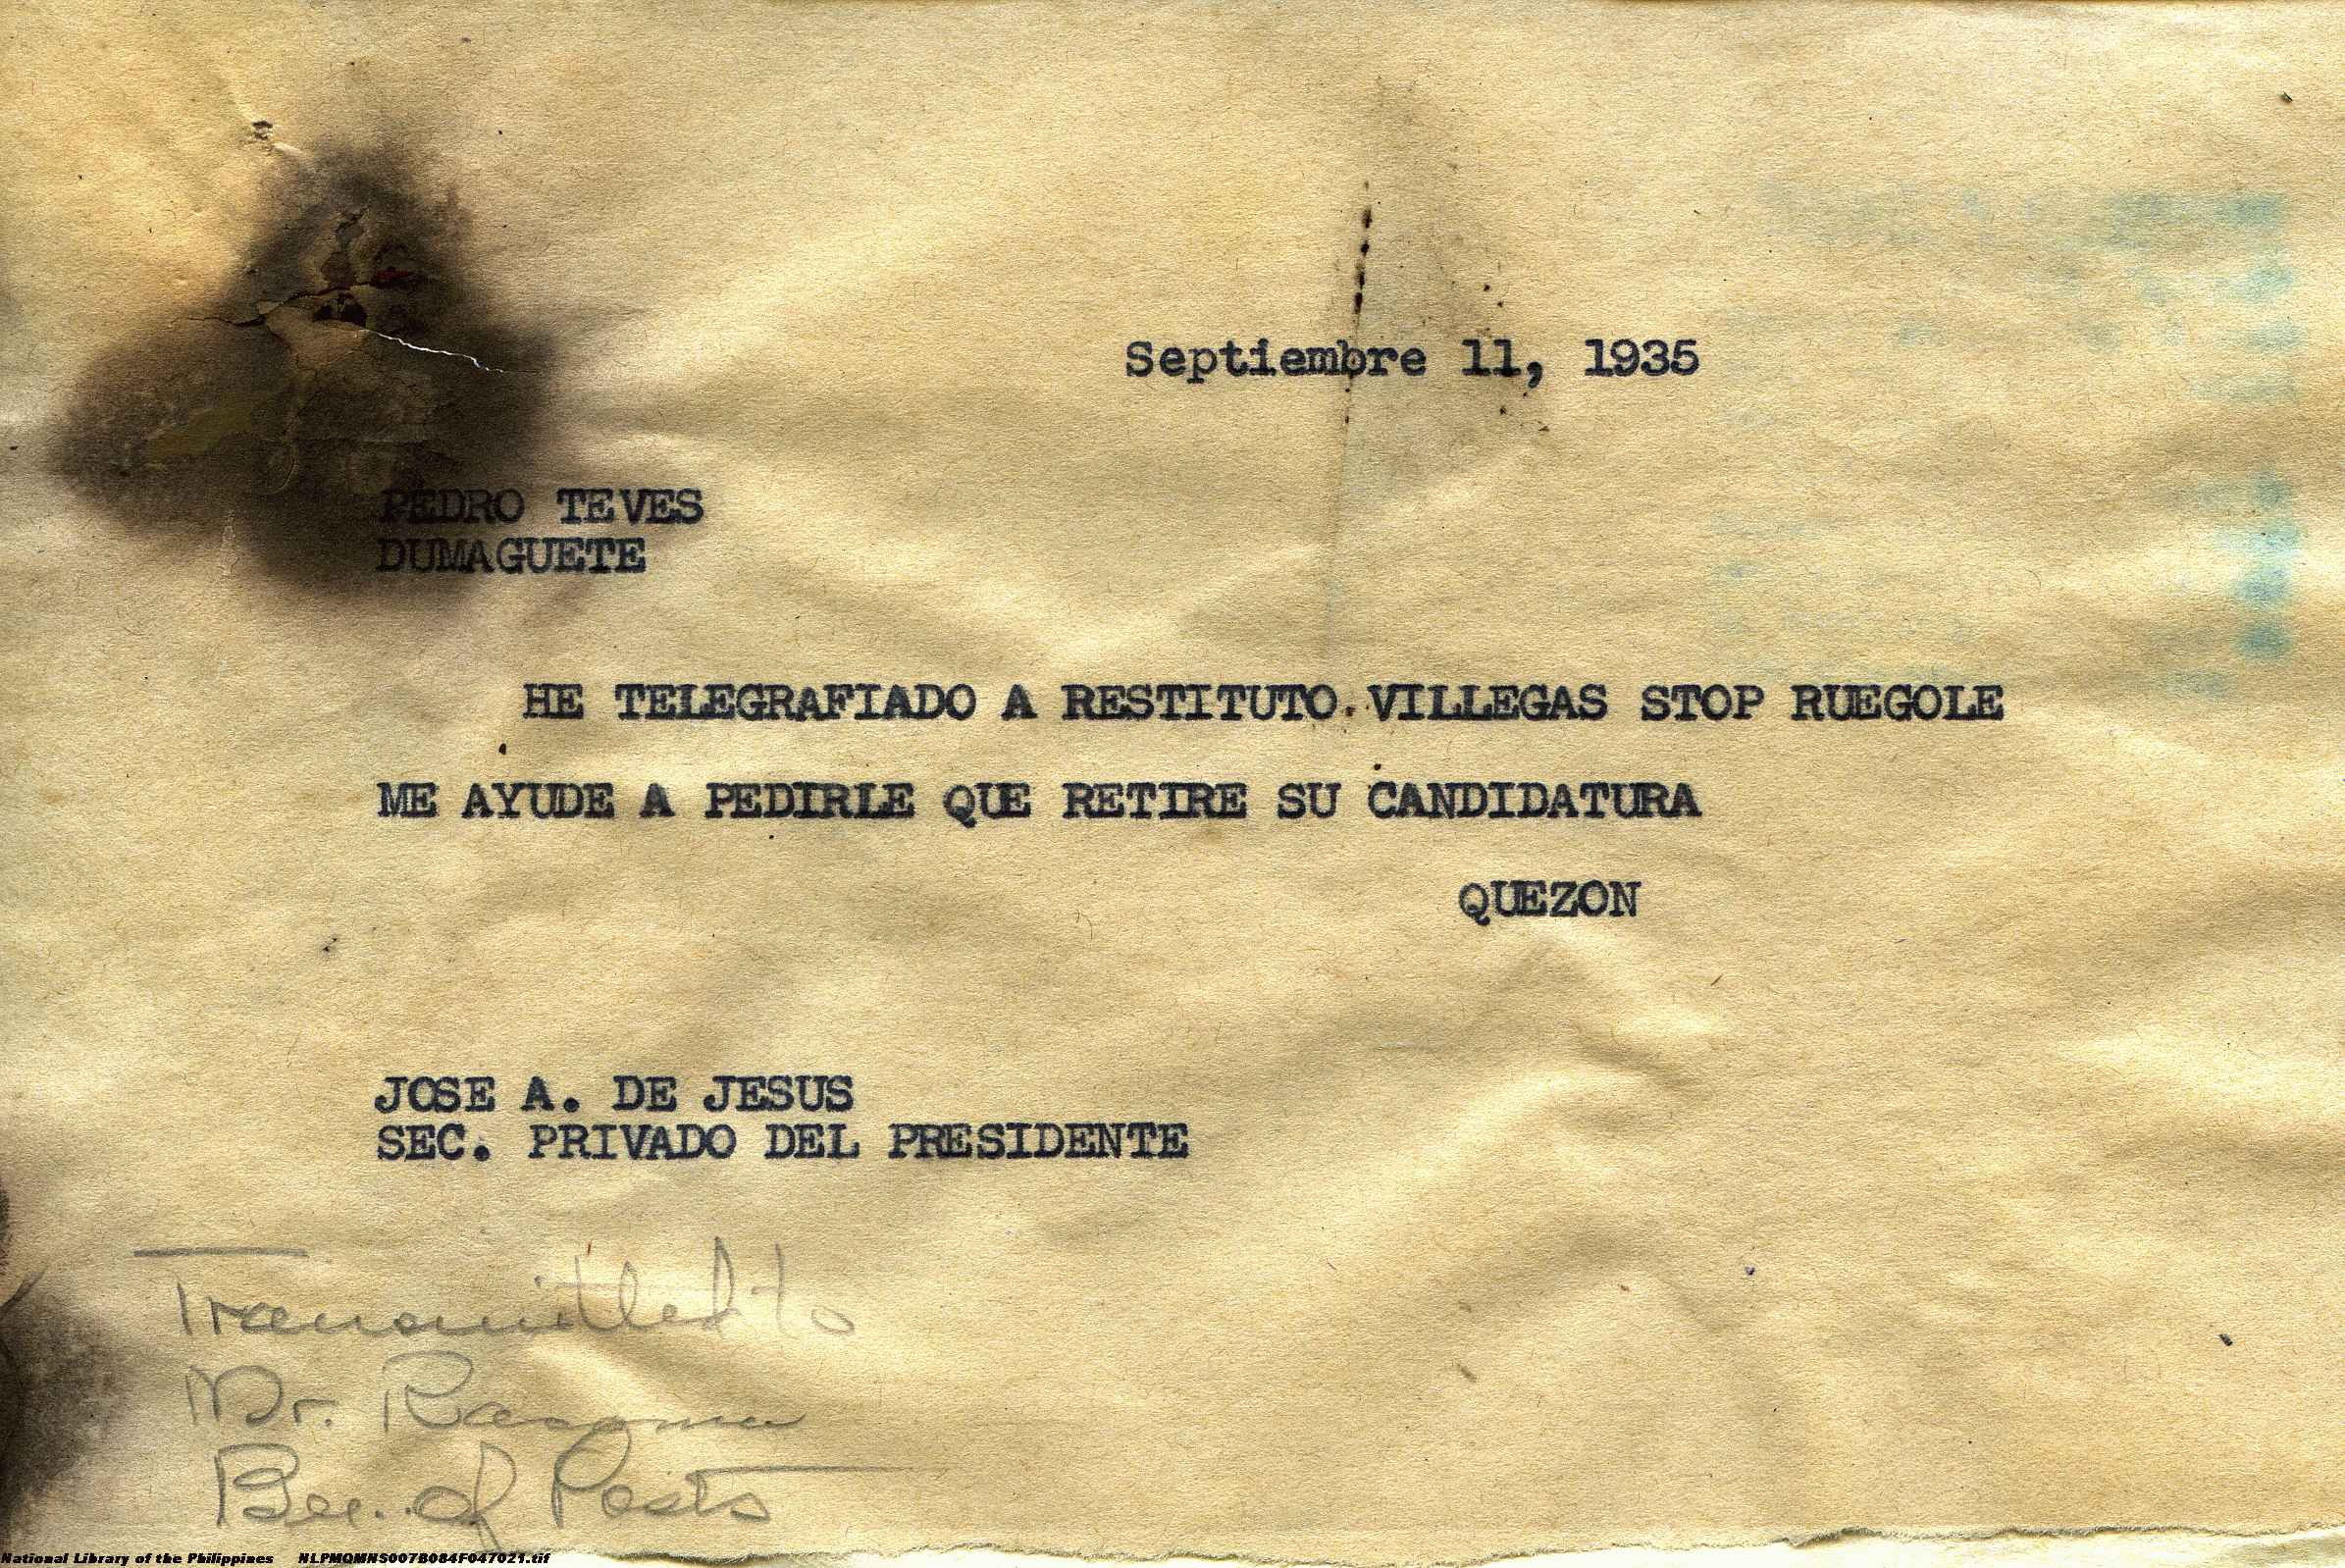 Septiembre 11, 1935
PEDRO TEVES
DUMAGUETE
HE TELEGRAFIADO A RESTITUTO VILLEGAS STOP RUEGOLE
ME AYUDE A PEDIRLE QUE RETIRE SU CANDIDATURA
QUEZON
JOSE A. DE JESUS
SEC. PRIVADO DEL PRESIDENTE
Transmitted to
Mr.
Bu. of Posts
National Library of the Philippines NLPMQMNS007B084F047021.tif